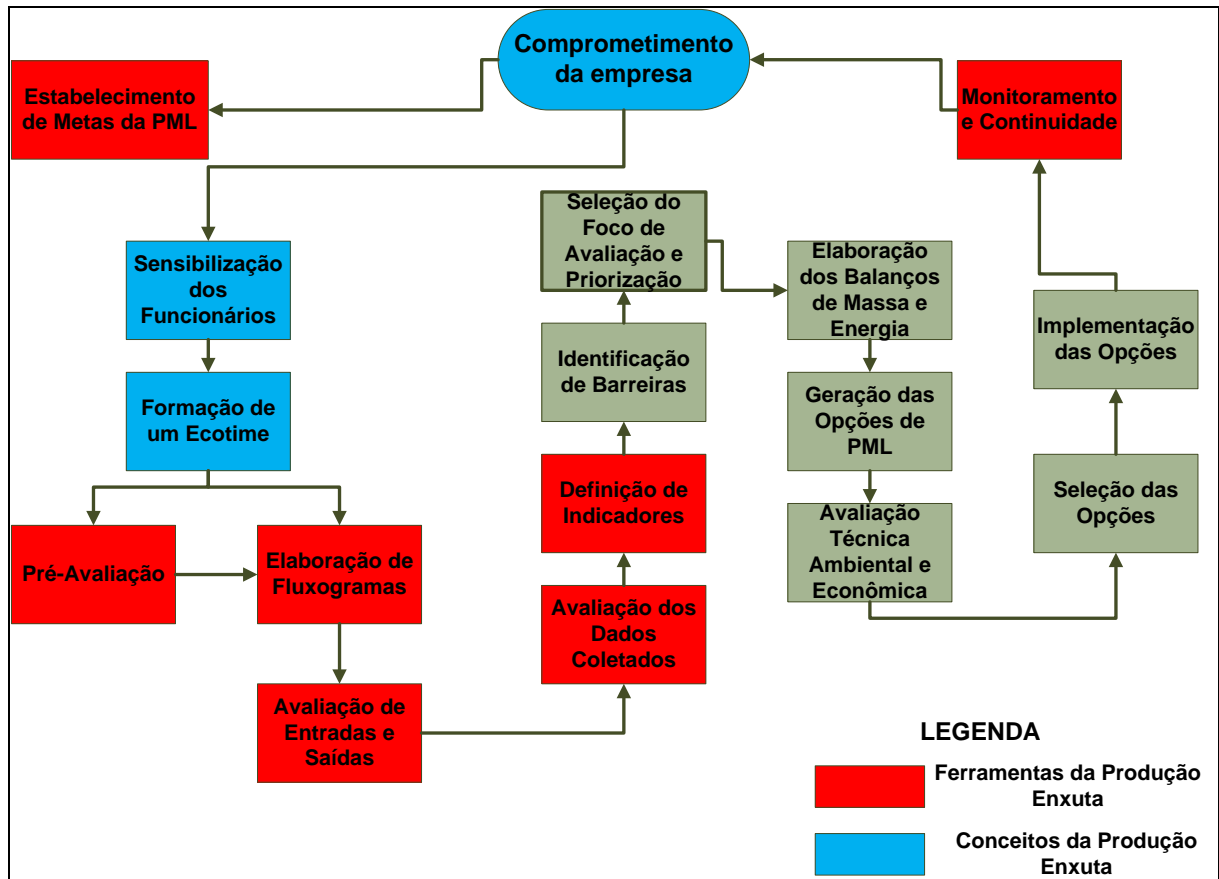 Comprometimento
da empresa
Estabelecimento
de Metas da PML
Monitoramento
e Continuidade
Sensibilização
dos
Funcionários
Formação de
um Ecotime
Pré-Avaliação
Elaboração de
Fluxogramas
Avaliação de
Entradas e
Saídas
Avaliação dos
Dados
Coletados
Definição de
Indicadores
Identificação
de Barreiras
Seleção do
Foco de
Avaliação e
Priorização
Elaboração
dos Balanços
de Massa e
Energia
Geração das
Opções de
PML
Avaliação
Técnica
Ambiental e
Econômica
Seleção das
Opções
Implementação
das Opções
LEGENDA
Ferramentas da Produção
Enxuta
Conceitos da Produção
Enxuta